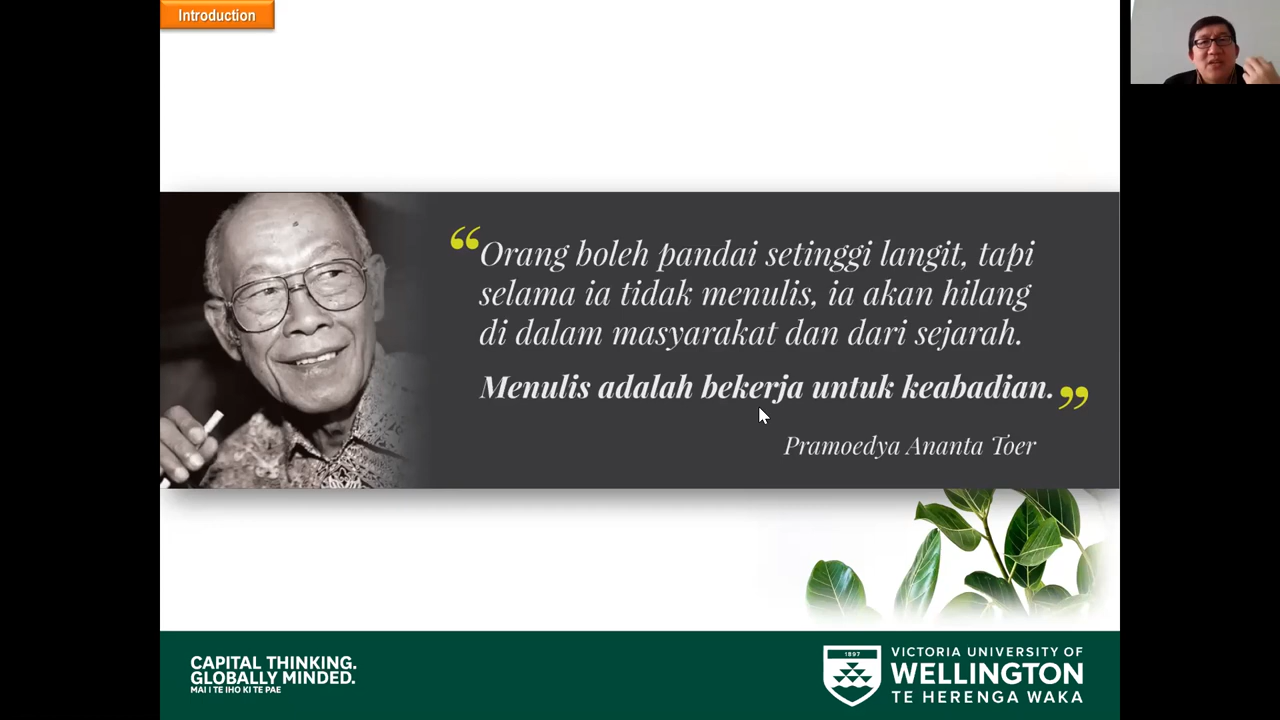 Introduction
“Orang boleh pandai setinggi langit, tapi
selama ia tidak menulis, ia akan hilang
di dalam masyarakat dan dari sejarah.
Menulis adalah bekerja untuk keabadian.”
Pramoedya Ananta Toer
CAPITAL THINKING.
GLOBALLY MINDED.
MAI I TE IHO KI TE PAE
1897
VICTORIA UNIVERSITY OF
WELLINGTON
TE HERENGA WAKA